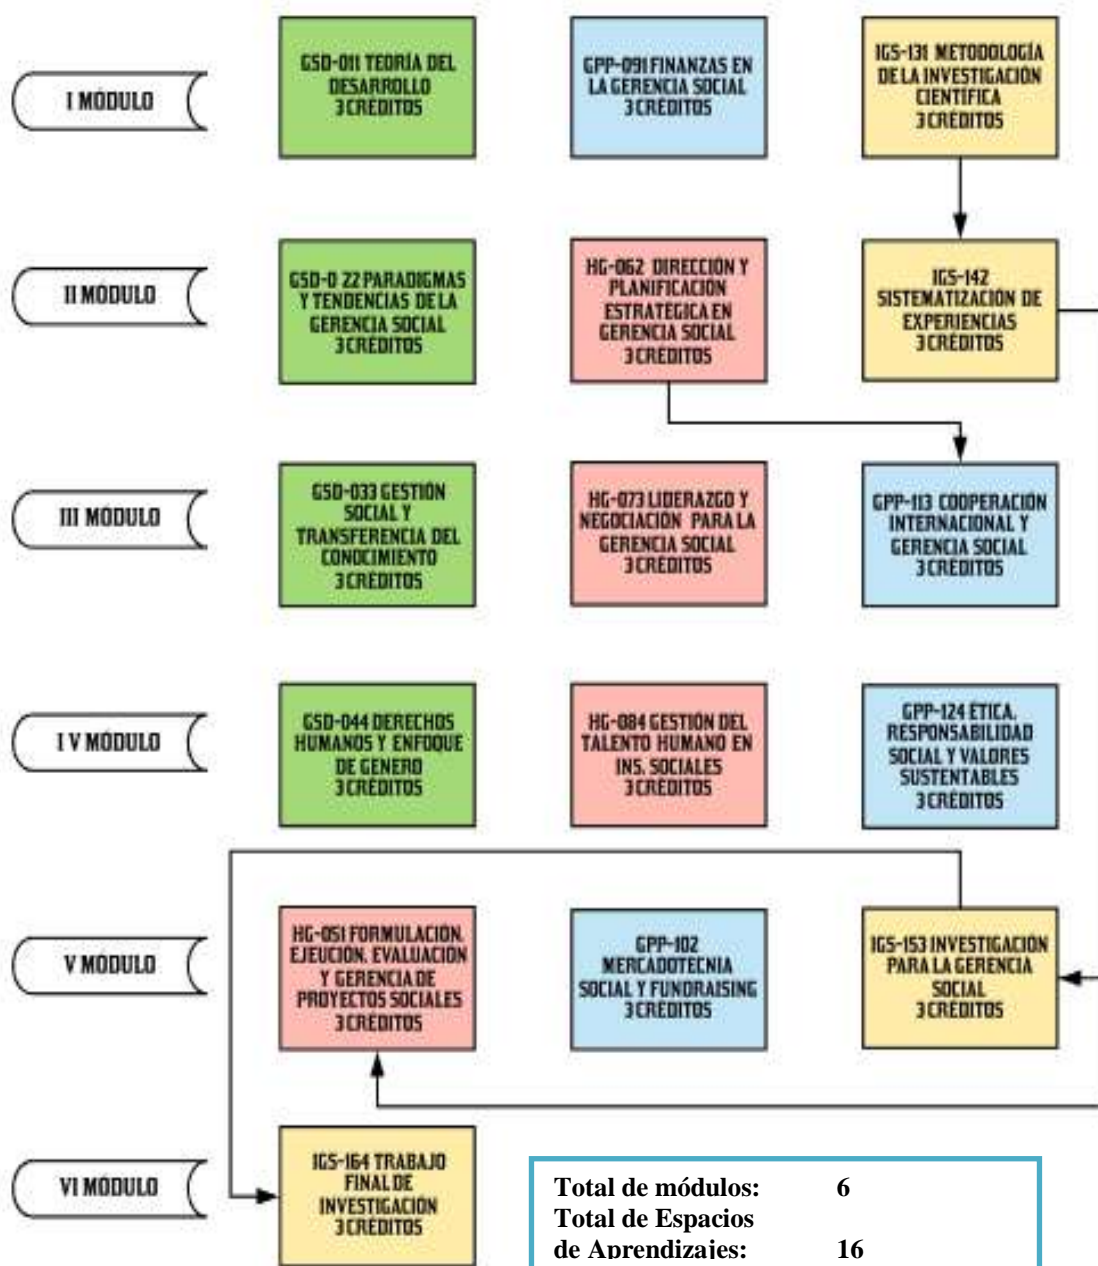 I MÓDULO
GSD-011 TEORÍA DEL
DESARROLLO
3 CRÉDITOS
GPP-091 FINANZAS EN
LA GERENCIA SOCIAL
3 CRÉDITOS
IGS-131 METODOLOGÍA
DE LA INVESTIGACIÓN
CIENTÍFICA
3 CRÉDITOS
II MÓDULO
GSD-0 22 PARADIGMAS
Y TENDENCIAS DE LA
GERENCIA SOCIAL
3 CRÉDITOS
HG-062 DIRECCIÓN Y
PLANIFICACIÓN
ESTRATÉGICA EN
GERENCIA SOCIAL
3 CRÉDITOS
IGS-142
SISTEMATIZACIÓN DE
EXPERIENCIAS
3 CRÉDITOS
III MÓDULO
GSD-033 GESTIÓN
SOCIAL Y
TRANSFERENCIA DEL
CONOCIMIENTO
3 CRÉDITOS
HG-073 LIDERAZGO Y
NEGOCIACIÓN PARA LA
GERENCIA SOCIAL
3 CRÉDITOS
GPP-113 COOPERACIÓN
INTERNACIONAL Y
GERENCIA SOCIAL
3 CRÉDITOS
I V MÓDULO
GSD-044 DERECHOS
HUMANOS Y ENFOQUE
DE GENERO
3 CRÉDITOS
HG-084 GESTIÓN DEL
TALENTO HUMANO EN
INS. SOCIALES
3 CRÉDITOS
GPP-124 ÉTICA,
RESPONSABILIDAD
SOCIAL Y VALORES
SUSTENTABLES
3 CRÉDITOS
V MÓDULO
HG-051 FORMULACIÓN,
EJECUCIÓN, EVALUACIÓN
Y GERENCIA DE
PROYECTOS SOCIALES
3 CRÉDITOS
GPP-102
MERCADOTECNIA
SOCIAL Y FUNDRAISING
3 CRÉDITOS
IGS-153 INVESTIGACIÓN
PARA LA GERENCIA
SOCIAL
3 CRÉDITOS
VI MÓDULO
IGS-164 TRABAJO
FINAL DE
INVESTIGACIÓN
3 CRÉDITOS
Total de módulos: 6
Total de Espacios
de Aprendizajes: 16